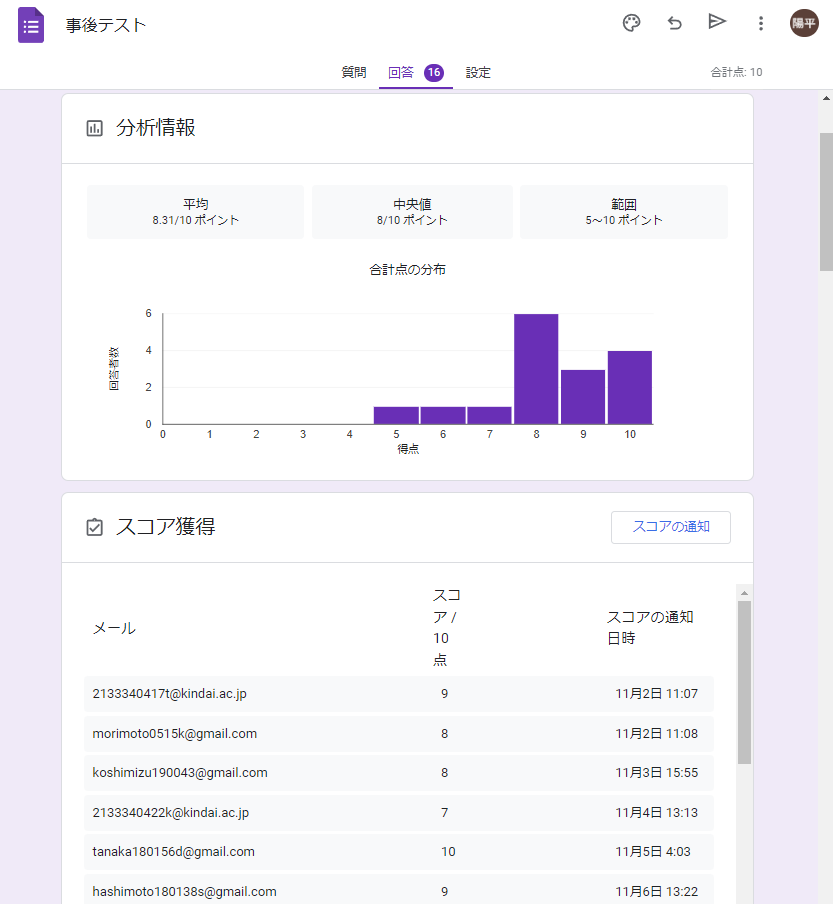 事後テスト
陽平
質問 回答 16 設定
合計点: 10
分析情報
平均
8.31/10 ポイント
中央値
8/10 ポイント
範囲
5～10 ポイント
合計点の分布
回答者数
6
4
2
0
0 1 2 3 4 5 6 7 8 9 10
得点
スコア獲得
スコアの通知
メール
スコ
ア /
10
点
スコアの通知
日時
2133340417t@kindai.ac.jp 9 11月2日 11:07
morimoto0515k@gmail.com 8 11月2日 11:08
koshimizu190043@gmail.com 8 11月3日 15:55
2133340422k@kindai.ac.jp 7 11月4日 13:13
tanaka180156d@gmail.com 10 11月5日 4:03
hashimoto180138s@gmail.com 9 11月6日 13:22